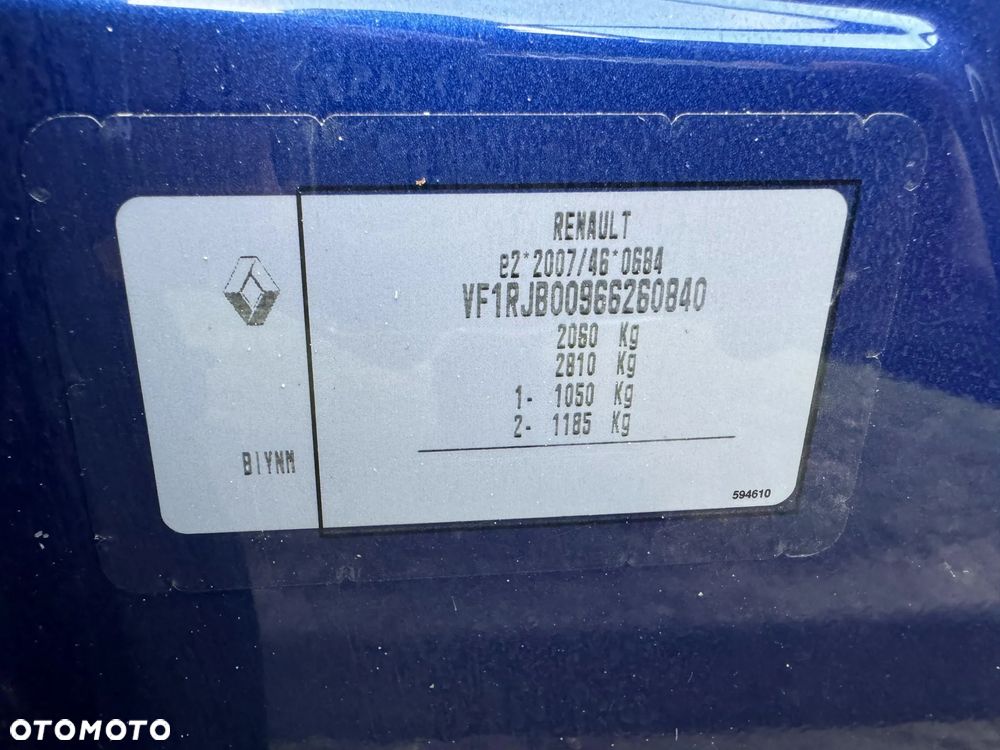 RENAULT
e2*2007/46*0684
VF1RJB00966260840
2060 Kg
2810 Kg
1- 1050 Kg
2- 1185 Kg
BIYNM
594610
OTOMOTO